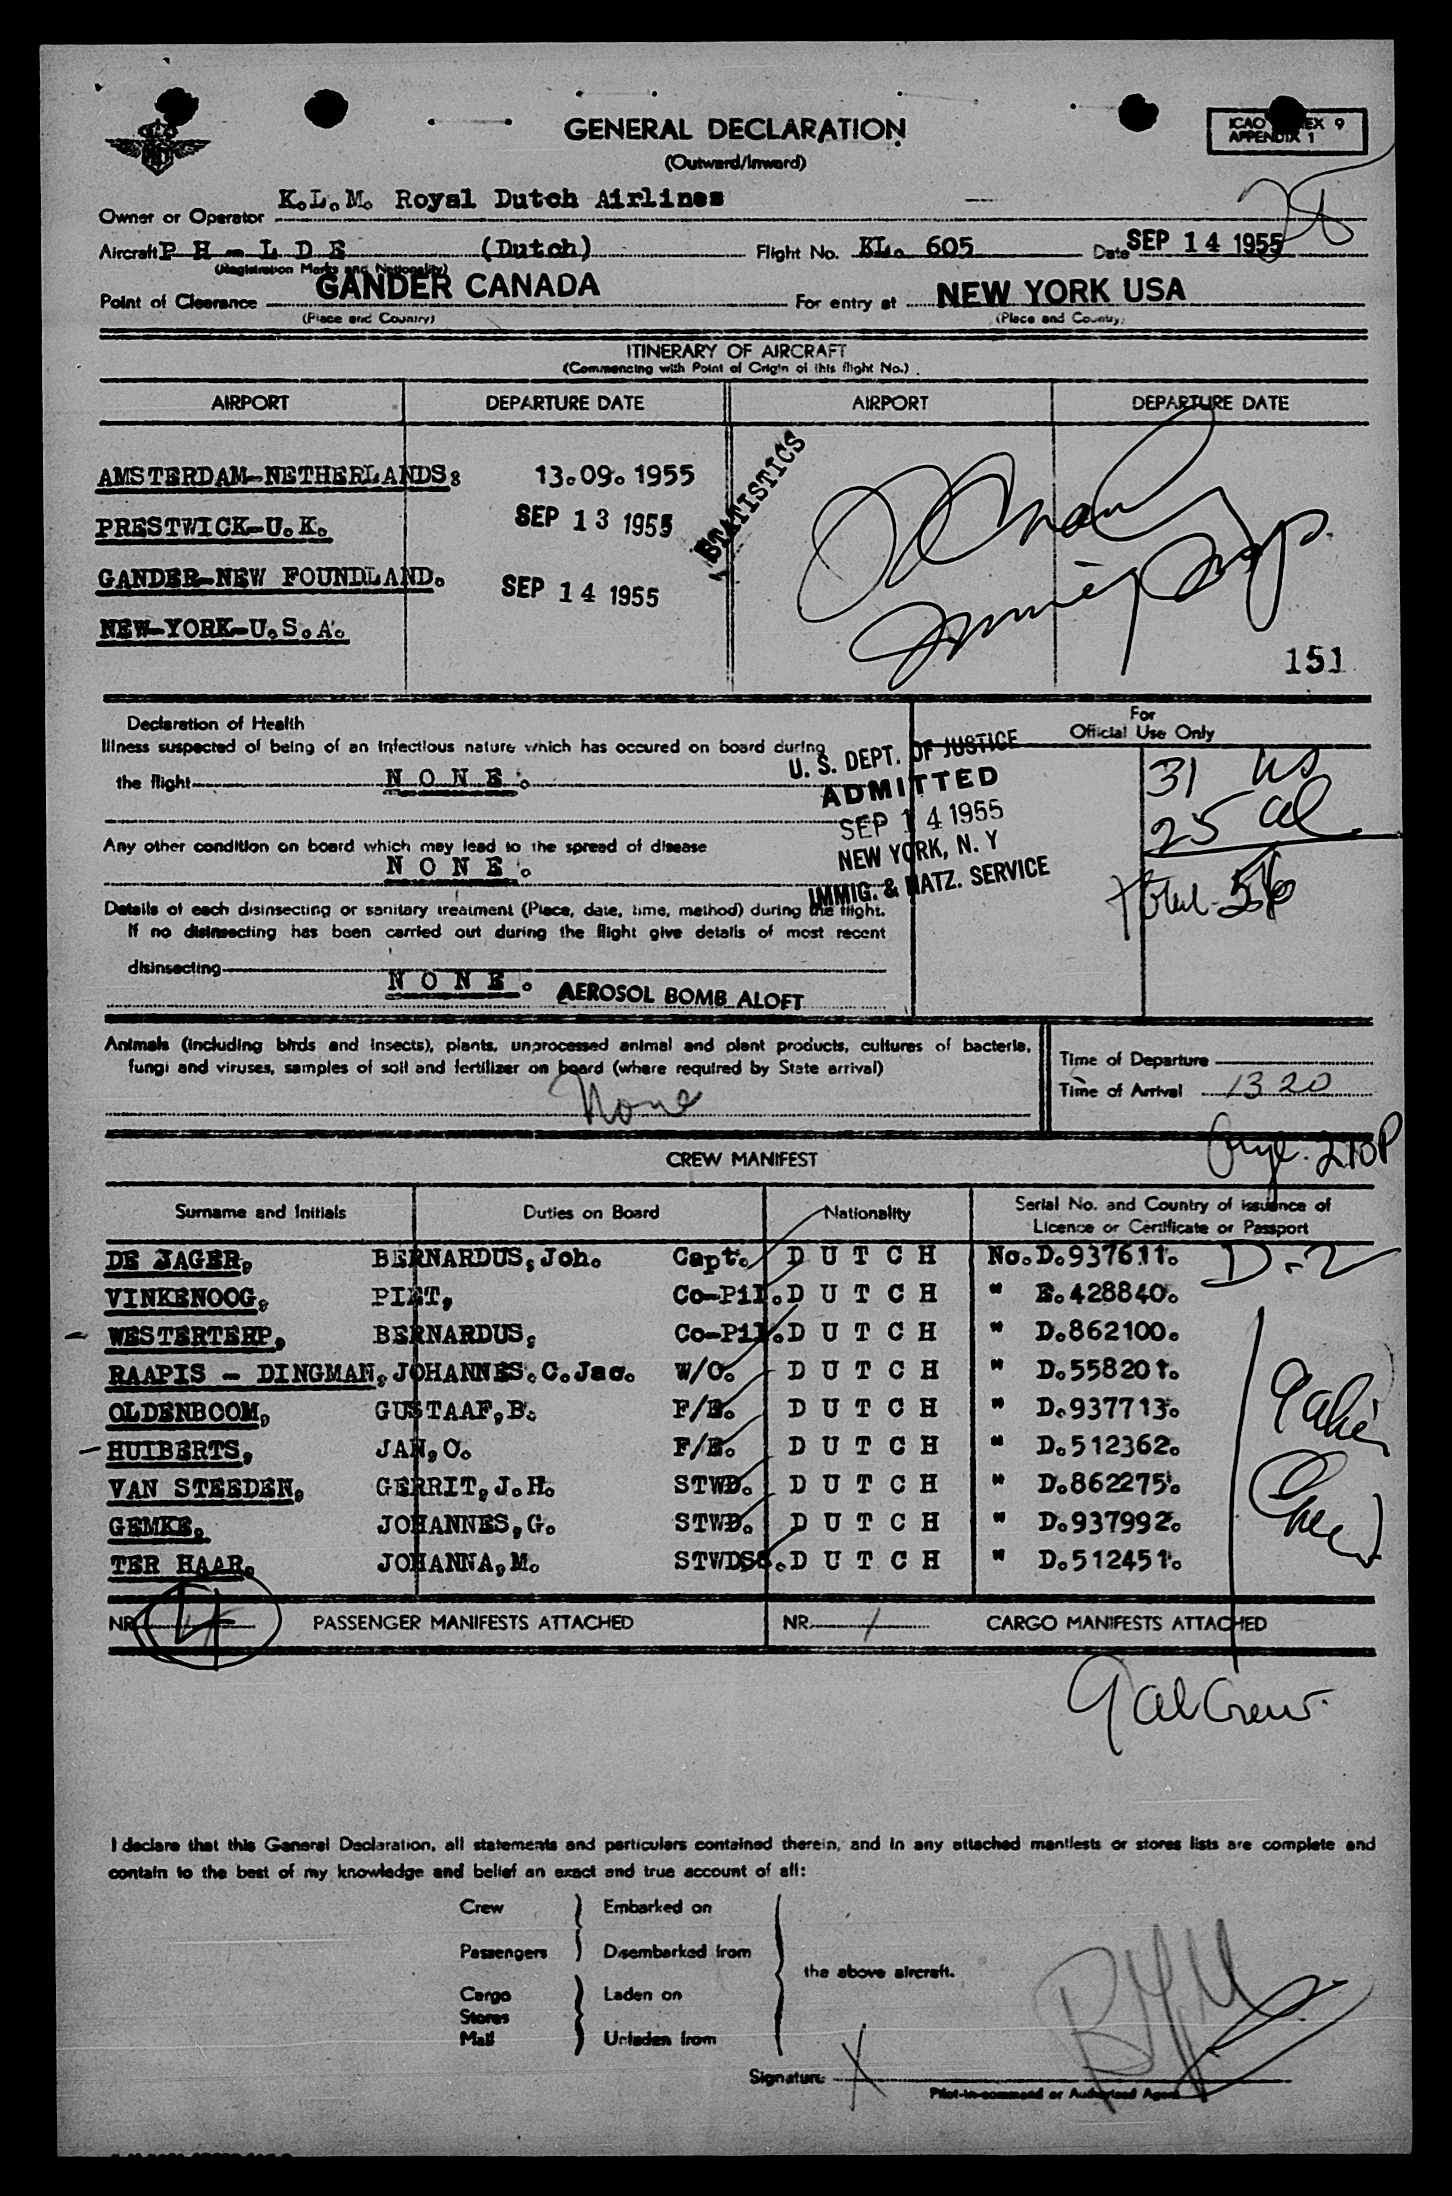 GENERAL DECLARATION
(Outward/Inward)
ICAO EX 9
APPENDIX 1
Owner or Operator K.L.M. Royal Dutch Airlines
Aircraft P H - L D E (Dutch) Flight No. KL. 605 Date SEP 14 1955
(Registration Marks and Nationality)
Point of Clearance GANDER CANADA For entry at NEW YORK USA
(Place and Country) (Place and Country)
ITINERARY OF AIRCRAFT
(Commencing with Point of Origin of this flight No.)
AIRPORT DEPARTURE DATE AIRPORT DEPARTURE DATE
STATISTICS
AMSTERDAM-NETHERLANDS: 13.09.1955
PRESTWICK-U.K. SEP 13 1955
GANDER-NEW FOUNDLAND. SEP 14 1955
NEW-YORK-U.S.A.
151
Declaration of Health
Illness suspected of being of an infectious nature which has occured on board during
the flight N O N E .
Any other condition on board which may lead to the spread of disease
N O N E .
Details of each disinsecting or sanitary treatment (Place, date, time, method) during the flight.
If no disinsecting has been carried out during the flight give details of most recent
disinsecting
N O N E . AEROSOL BOMB ALOFT
U. S. DEPT. OF JUSTICE
ADMITTED
SEP 14 1955
NEW YORK, N. Y
IMMIG. & NATZ. SERVICE
For
Official Use Only
31 US
25 al
total - 56
Animals (including birds and insects), plants, unprocessed animal and plant products, cultures of bacteria,
fungi and viruses, samples of soil and fertilizer on board (where required by State arrival)
None
Time of Departure
Time of Arrival 1320
210P
CREW MANIFEST
Surname and Initials Duties on Board Nationality Serial No. and Country of issuance of
Licence or Certificate or Passport
DE JAGER, BERNARDUS, Joh. Capt. D U T C H No.D.937611. D-2
VINKENOOG, PIET, Co-Pil. D U T C H " E.428840.
- WESTERTERP, BERNARDUS, Co-Pil. D U T C H " D.862100.
RAAPIS - DINGMAN, JOHANNES.C.Jac. W/O. D U T C H " D.558201.
OLDENBOOM, GUSTAAF,B. F/E. D U T C H " D.937713.
- HUIBERTS, JAN,O. F/E. D U T C H " D.512362.
VAN STEEDEN, GERRIT,J.H. STWD. D U T C H " D.862275.
GEMKE, JOHANNES,G. STWD. D U T C H " D.937992.
TER HAAR, JOHANNA,M. STWDSS. D U T C H " D.512451.
9 alien
Crew
NR 4 PASSENGER MANIFESTS ATTACHED NR. 1 CARGO MANIFESTS ATTACHED
9 al Crew.
I declare that this General Declaration, all statements and particulars contained therein, and in any attached manifests or stores lists are complete and
contain to the best of my knowledge and belief an exact and true account of all:
Crew Embarked on
Passengers Disembarked from
the above aircraft.
Cargo Laden on
Stores
Mail Unladen from
Signature X
Pilot-in-command or Authorised Agent